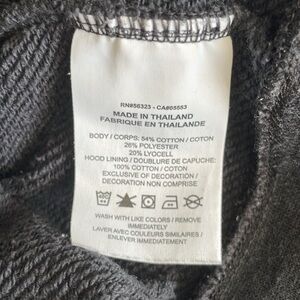 RN#56323 - CA#05553
MADE IN THAILAND
FABRIQUE EN THAILANDE
BODY / CORPS: 54% COTTON / COTON
26% POLYESTER
20% LYOCELL
HOOD LINING / DOUBLURE DE CAPUCHE:
100% COTTON / COTON
EXCLUSIVE OF DECORATION /
DECORATION NON COMPRISE
WASH WITH LIKE COLORS / REMOVE
IMMEDIATELY
LAVER AVEC COULEURS SIMILAIRES /
ENLEVER IMMEDIATEMENT